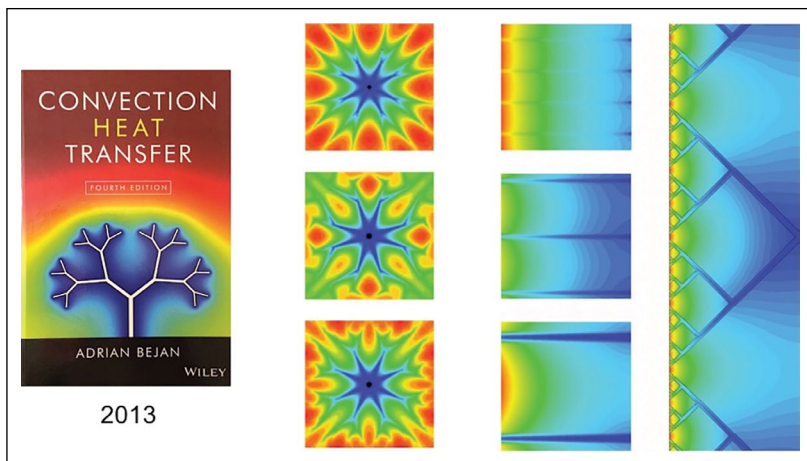 CONVECTION
HEAT
TRANSFER
FOURTH EDITION
ADRIAN BEJAN
WILEY
2013